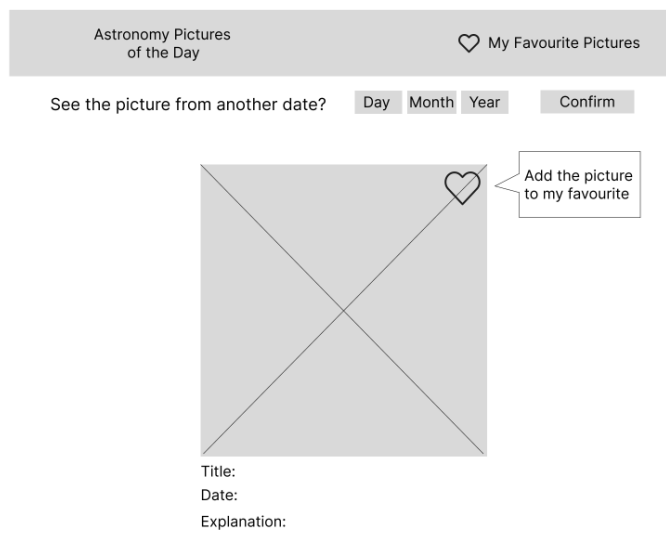 Astronomy Pictures
of the Day
My Favourite Pictures
See the picture from another date?
Day
Month
Year
Confirm
Add the picture
to my favourite
Title:
Date:
Explanation: